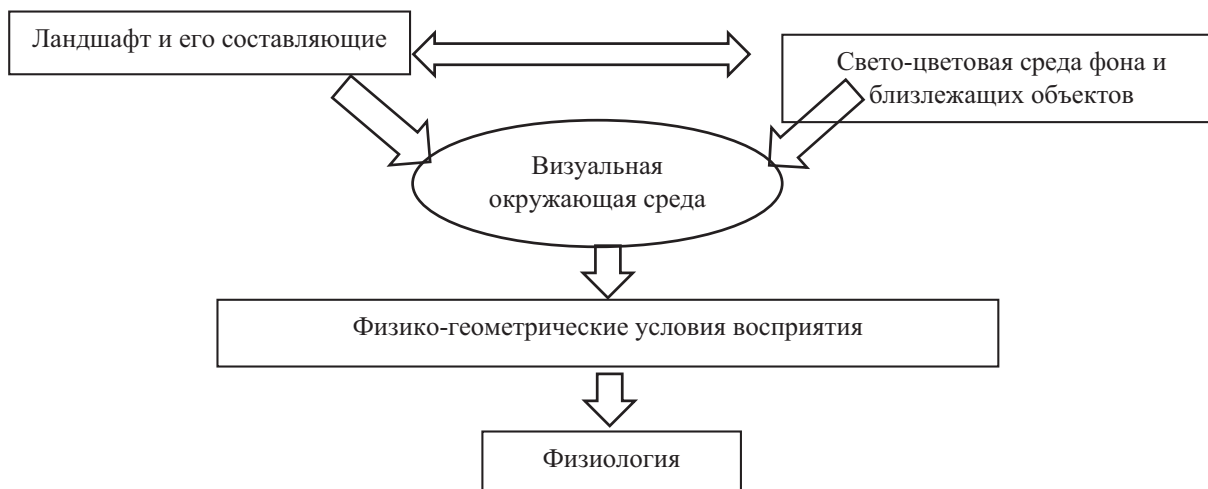 Ландшафт и его составляющие
Свето-цветовая среда фона и
близлежащих объектов
Визуальная
окружающая среда
Физико-геометрические условия восприятия
Физиология